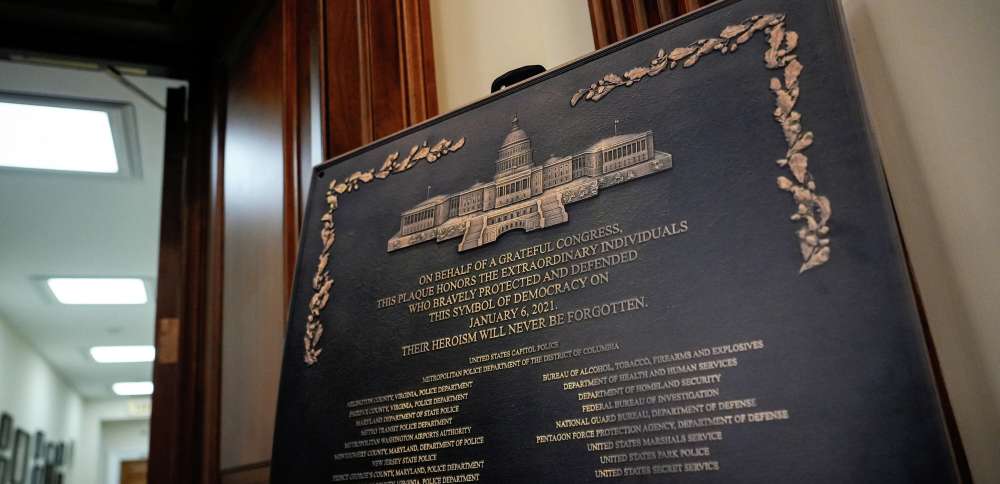 ON BEHALF OF A GRATEFUL CONGRESS,
THIS PLAQUE HONORS THE EXTRAORDINARY INDIVIDUALS
WHO BRAVELY PROTECTED AND DEFENDED
THIS SYMBOL OF DEMOCRACY ON
JANUARY 6, 2021.
THEIR HEROISM WILL NEVER BE FORGOTTEN.
UNITED STATES CAPITOL POLICE
METROPOLITAN POLICE DEPARTMENT OF THE DISTRICT OF COLUMBIA
ARLINGTON COUNTY, VIRGINIA, POLICE DEPARTMENT
FAIRFAX COUNTY, VIRGINIA, POLICE DEPARTMENT
MARYLAND DEPARTMENT OF STATE POLICE
METRO TRANSIT POLICE DEPARTMENT
METROPOLITAN WASHINGTON AIRPORTS AUTHORITY
MONTGOMERY COUNTY, MARYLAND, DEPARTMENT OF POLICE
NEW JERSEY STATE POLICE
PRINCE GEORGE'S COUNTY, MARYLAND, POLICE DEPARTMENT
COUNTY, VIRGINIA, POLICE DEPARTMENT
BUREAU OF ALCOHOL, TOBACCO, FIREARMS AND EXPLOSIVES
DEPARTMENT OF HEALTH AND HUMAN SERVICES
DEPARTMENT OF HOMELAND SECURITY
FEDERAL BUREAU OF INVESTIGATION
NATIONAL GUARD BUREAU, DEPARTMENT OF DEFENSE
PENTAGON FORCE PROTECTION AGENCY, DEPARTMENT OF DEFENSE
UNITED STATES MARSHALS SERVICE
UNITED STATES PARK POLICE
UNITED STATES SECRET SERVICE